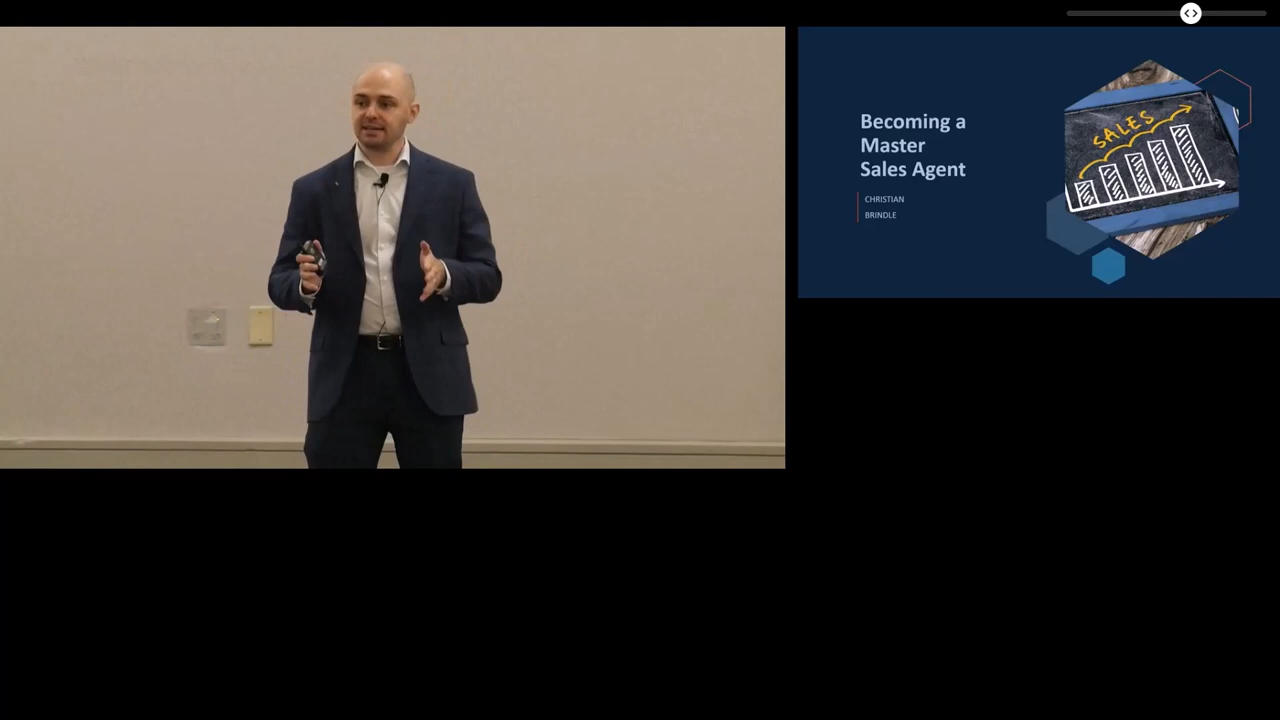 Becoming a
Master
Sales Agent
CHRISTIAN
BRINDLE
SALES